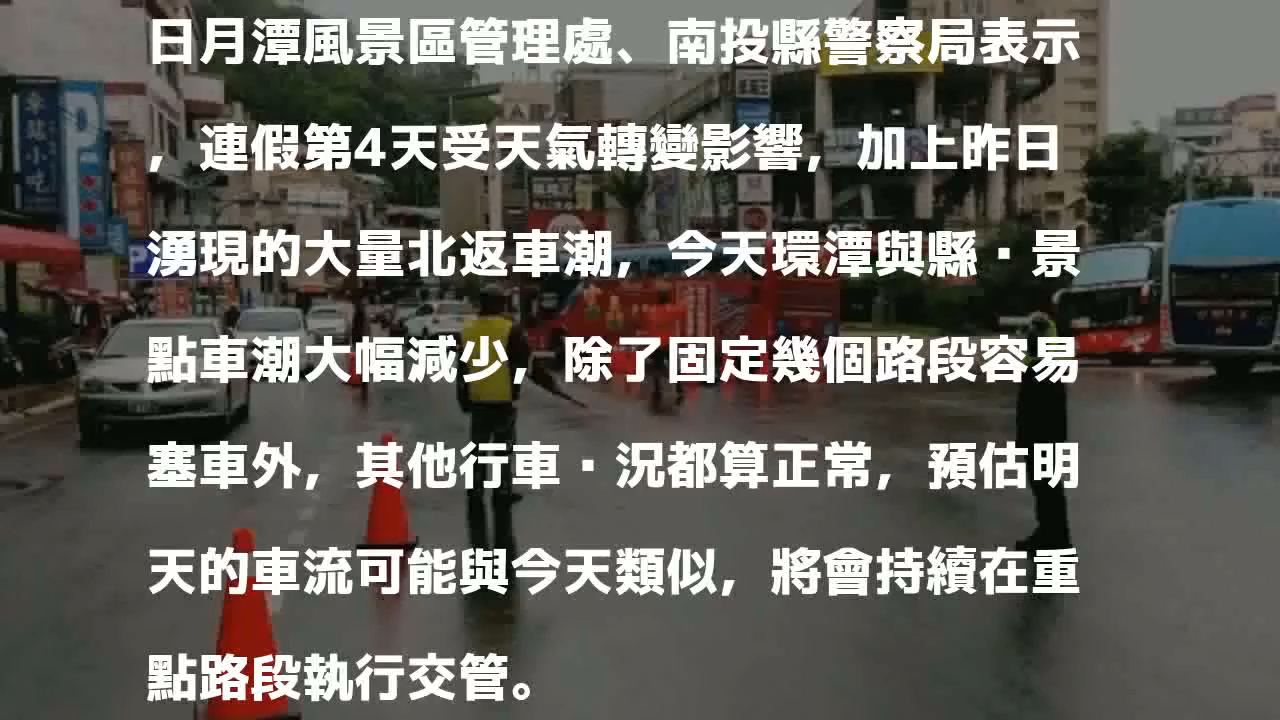 日月潭風景區管理處、南投縣警察局表示
，連假第4天受天氣轉變影響，加上昨日
湧現的大量北返車潮，今天環潭與縣▪景
點車潮大幅減少，除了固定幾個路段容易
塞車外，其他行車▪況都算正常，預估明
天的車流可能與今天類似，將會持續在重
點路段執行交管。